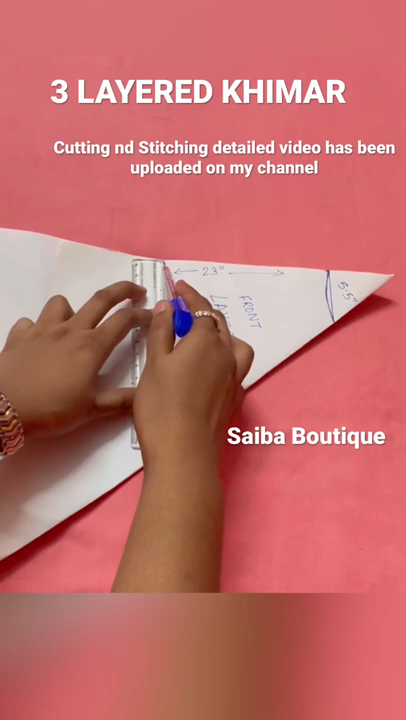 3 LAYERED KHIMAR
Cutting nd Stitching detailed video has been
uploaded on my channel
23"
5.5"
FRONT
Saiba Boutique